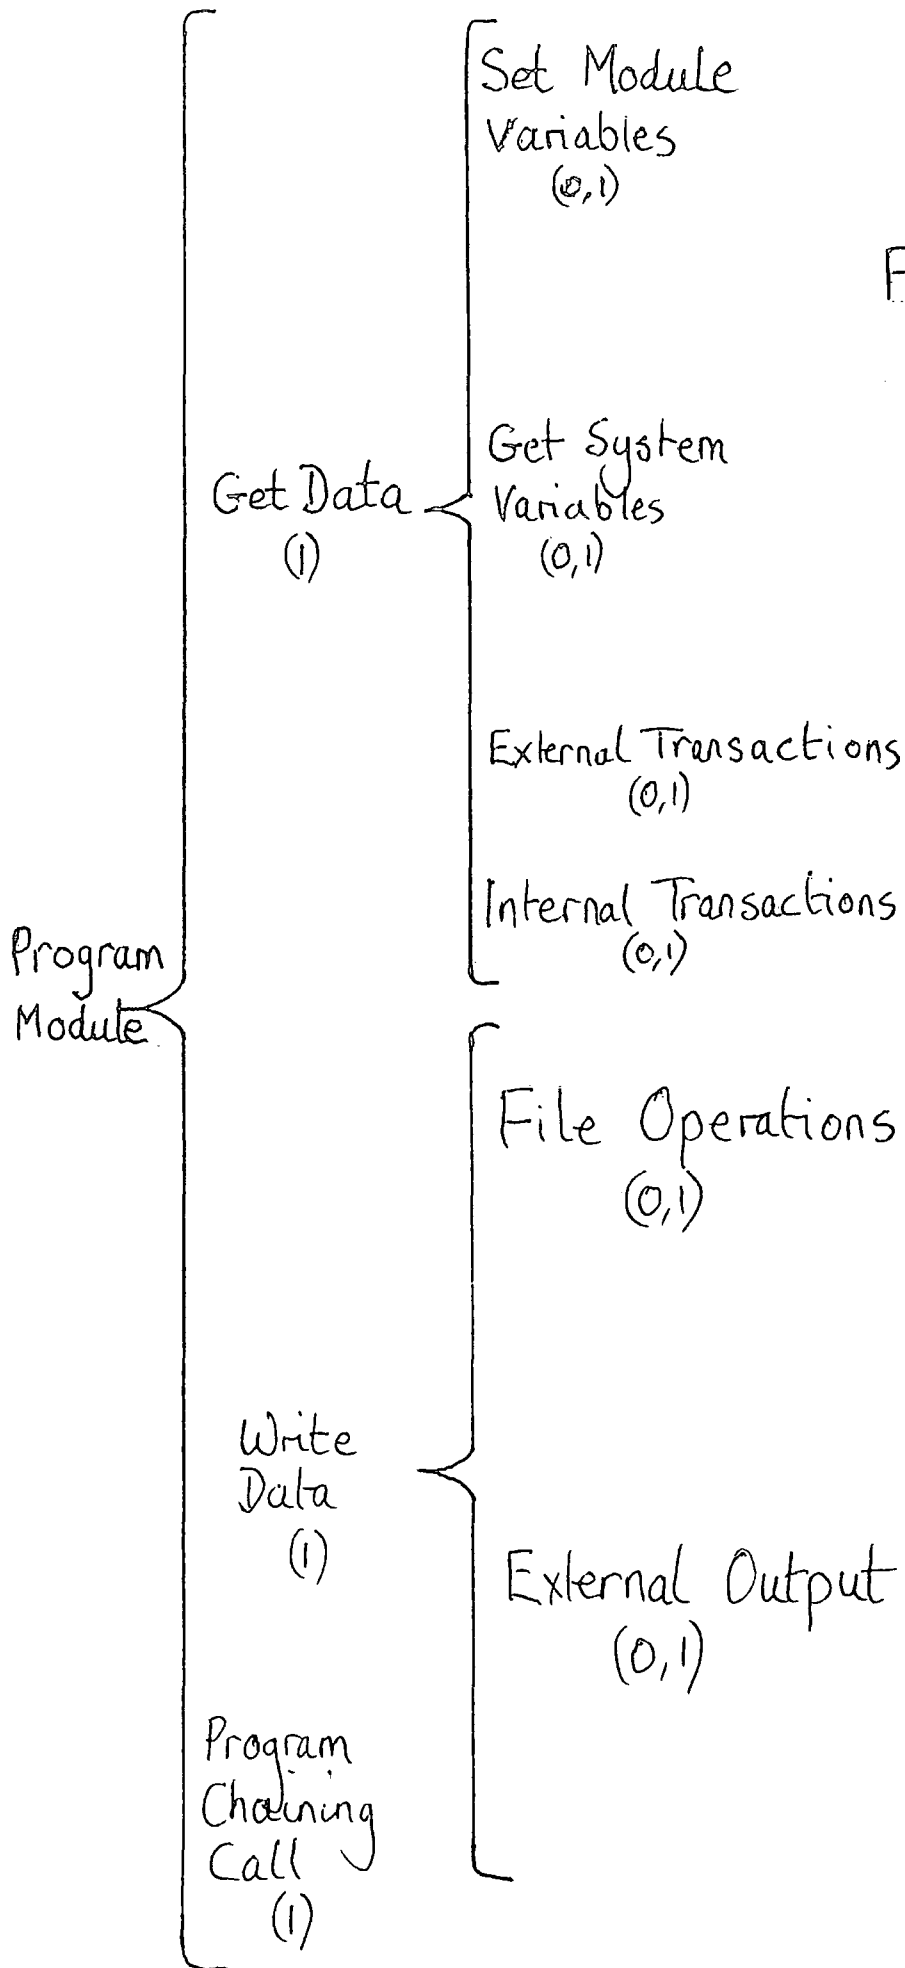 Set Module
Variables
(0,1)
F
Get Data
(1)
Get System
Variables
(0,1)
External Transactions
(0,1)
Internal Transactions
(0,1)
Program
Module
File Operations
(0,1)
Write
Data
(1)
External Output
(0,1)
Program
Chaining
Call
(1)